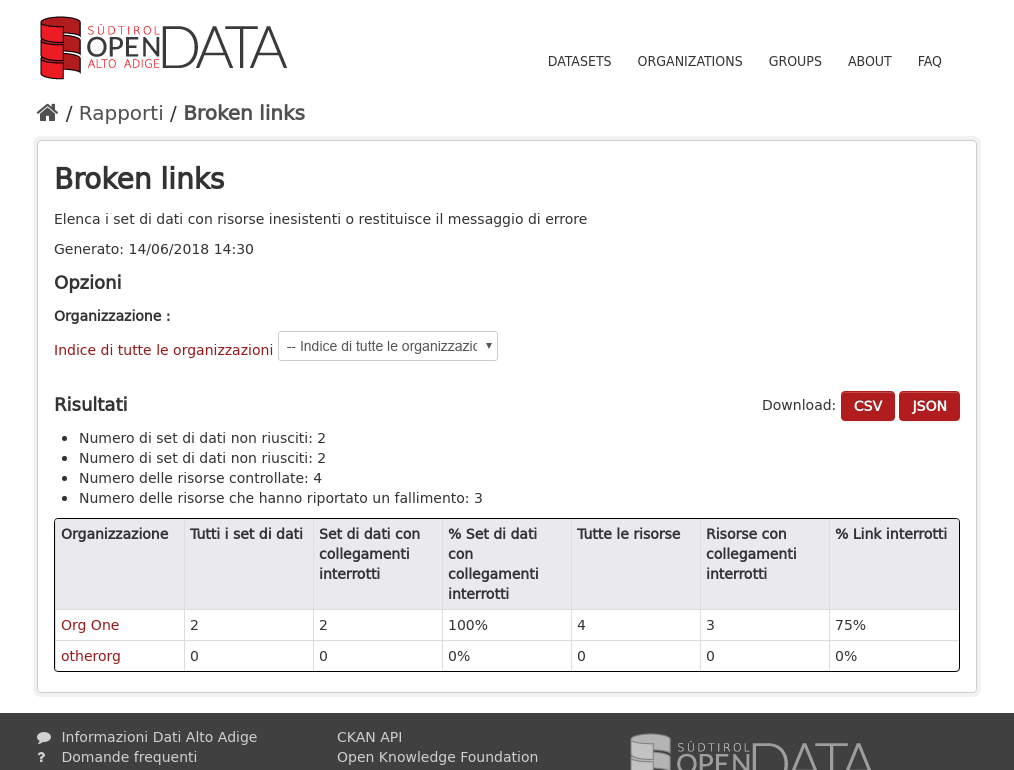 SÜDTIROL
OPEN DATA
ALTO ADIGE
DATASETS ORGANIZATIONS GROUPS ABOUT FAQ
/ Rapporti / Broken links
Broken links
Elenca i set di dati con risorse inesistenti o restituisce il messaggio di errore
Generato: 14/06/2018 14:30
Opzioni
Organizzazione :
Indice di tutte le organizzazioni -- Indice di tutte le organizzazic
Risultati Download: CSV JSON
Numero di set di dati non riusciti: 2
Numero di set di dati non riusciti: 2
Numero delle risorse controllate: 4
Numero delle risorse che hanno riportato un fallimento: 3
Organizzazione Tutti i set di dati Set di dati con collegamenti interrotti % Set di dati con collegamenti interrotti Tutte le risorse Risorse con collegamenti interrotti % Link interrotti
Org One 2 2 100% 4 3 75%
otherorg 0 0 0% 0 0 0%
Informazioni Dati Alto Adige CKAN API
? Domande frequenti Open Knowledge Foundation
SÜDTIROL
OPEN DATA